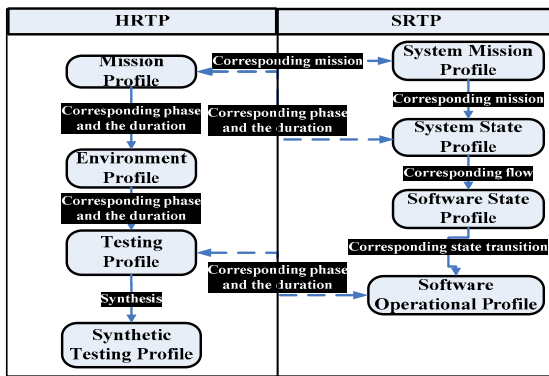 HRTP
SRTP
Mission
Profile
Corresponding mission
System Mission
Profile
Corresponding phase
and the duration
Corresponding phase
and the duration
Corresponding mission
System State
Profile
Environment
Profile
Corresponding flow
Corresponding phase
and the duration
Software State
Profile
Testing
Profile
Corresponding state transition
Corresponding phase
and the duration
Synthesis
Software
Operational Profile
Synthetic
Testing Profile